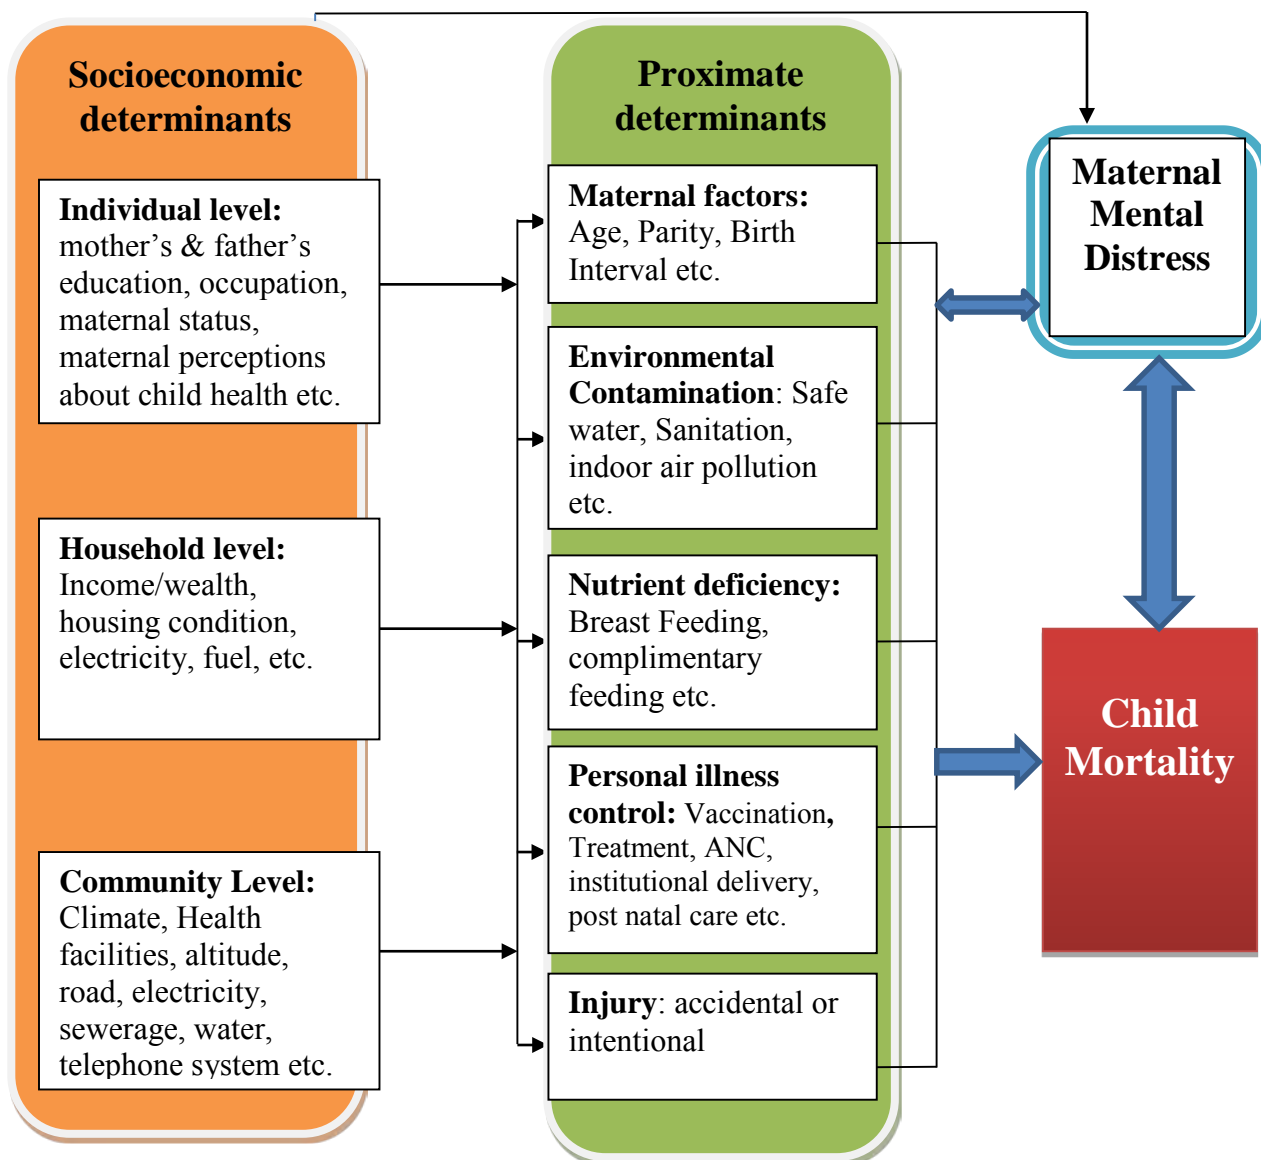 Socioeconomic
determinants
Individual level:
mother’s & father’s
education, occupation,
maternal status,
maternal perceptions
about child health etc.
Household level:
Income/wealth,
housing condition,
electricity, fuel, etc.
Community Level:
Climate, Health
facilities, altitude,
road, electricity,
sewerage, water,
telephone system etc.
Proximate
determinants
Maternal factors:
Age, Parity, Birth
Interval etc.
Environmental
Contamination: Safe
water, Sanitation,
indoor air pollution
etc.
Nutrient deficiency:
Breast Feeding,
complimentary
feeding etc.
Personal illness
control: Vaccination,
Treatment, ANC,
institutional delivery,
post natal care etc.
Injury: accidental or
intentional
Maternal
Mental
Distress
Child
Mortality